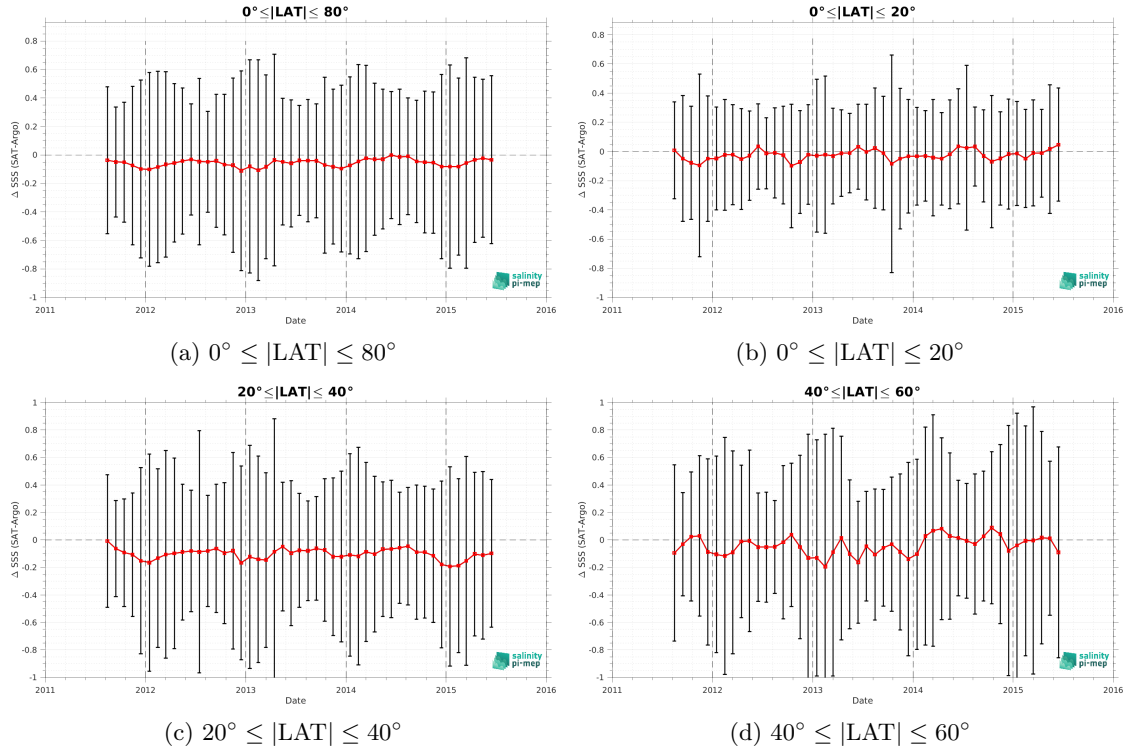 0°≤|LAT|≤ 80°
0.8
0.6
0.4
0.2
0
-0.2
-0.4
-0.6
-0.8
-1
Δ SSS (SAT-Argo)
2011
2012
2013
2014
2015
2016
Date
salinity
pi-mep
(a) 0° ≤ |LAT| ≤ 80°
0°≤|LAT|≤ 20°
0.8
0.6
0.4
0.2
0
-0.2
-0.4
-0.6
-0.8
-1
Δ SSS (SAT-Argo)
2011
2012
2013
2014
2015
2016
Date
salinity
pi-mep
(b) 0° ≤ |LAT| ≤ 20°
20°≤|LAT|≤ 40°
1
0.8
0.6
0.4
0.2
0
-0.2
-0.4
-0.6
-0.8
-1
Δ SSS (SAT-Argo)
2011
2012
2013
2014
2015
2016
Date
salinity
pi-mep
(c) 20° ≤ |LAT| ≤ 40°
40°≤|LAT|≤ 60°
1
0.8
0.6
0.4
0.2
0
-0.2
-0.4
-0.6
-0.8
-1
Δ SSS (SAT-Argo)
2011
2012
2013
2014
2015
2016
Date
salinity
pi-mep
(d) 40° ≤ |LAT| ≤ 60°